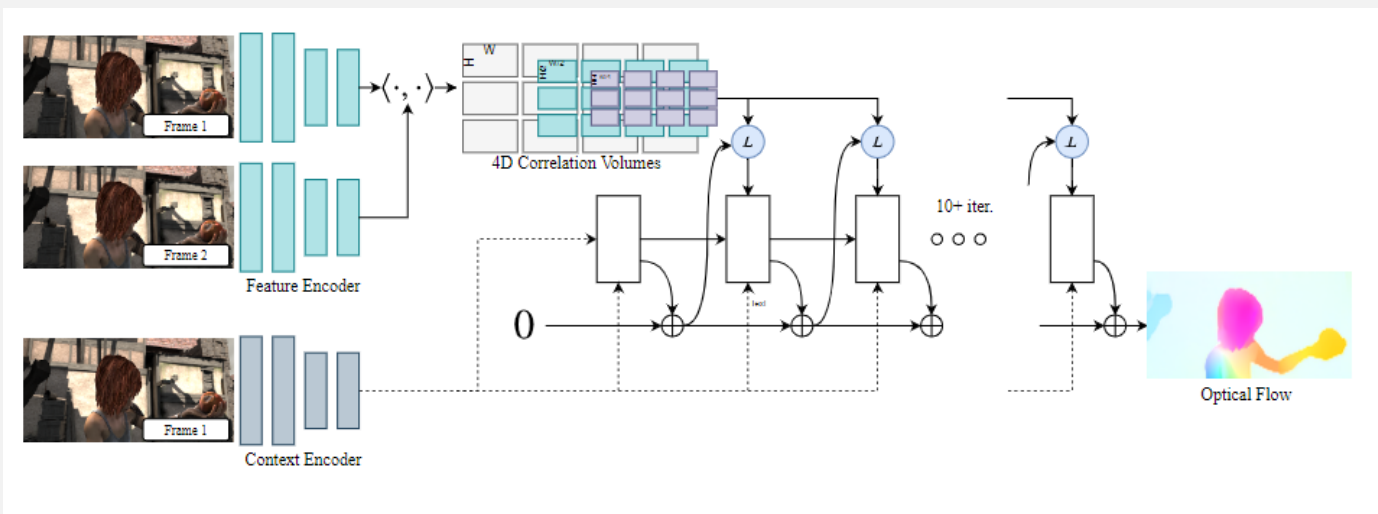 Frame 1
Frame 2
Feature Encoder
Frame 1
Context Encoder
⟨·, ·⟩
H
W
4D Correlation Volumes
L
L
L
10+ iter.
0
Optical Flow